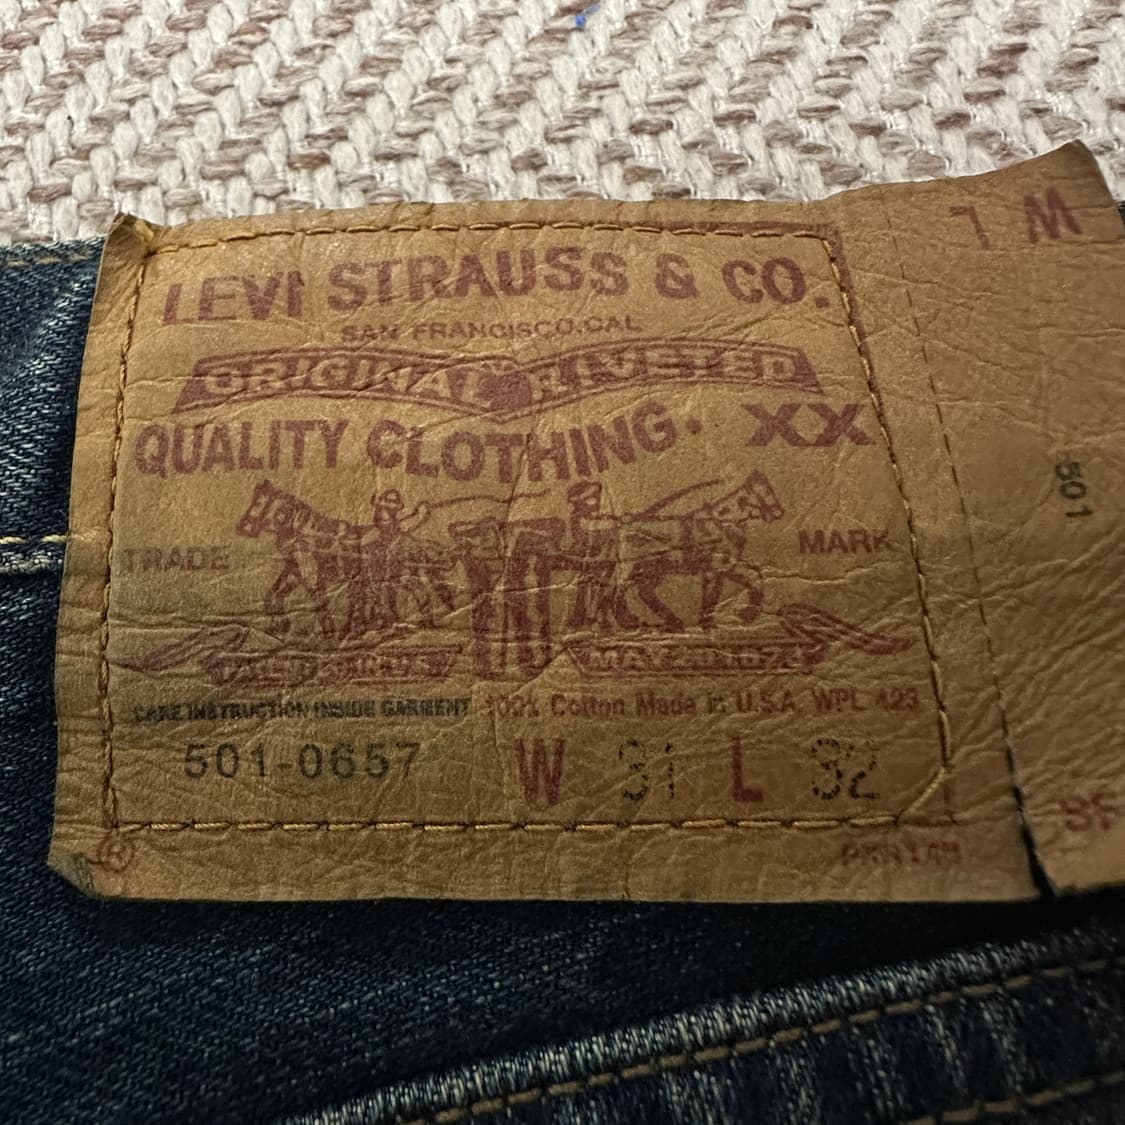 LEVI STRAUSS & CO.
SAN FRANCISCO.CAL
ORIGINAL RIVETED
QUALITY CLOTHING. XX
TRADE MARK
MAY
CARE INSTRUCTION INSIDE GARMENT 100% Cotton Made in U.S.A. WPL 423
501-0657 W 31 L 32
®
L W
501